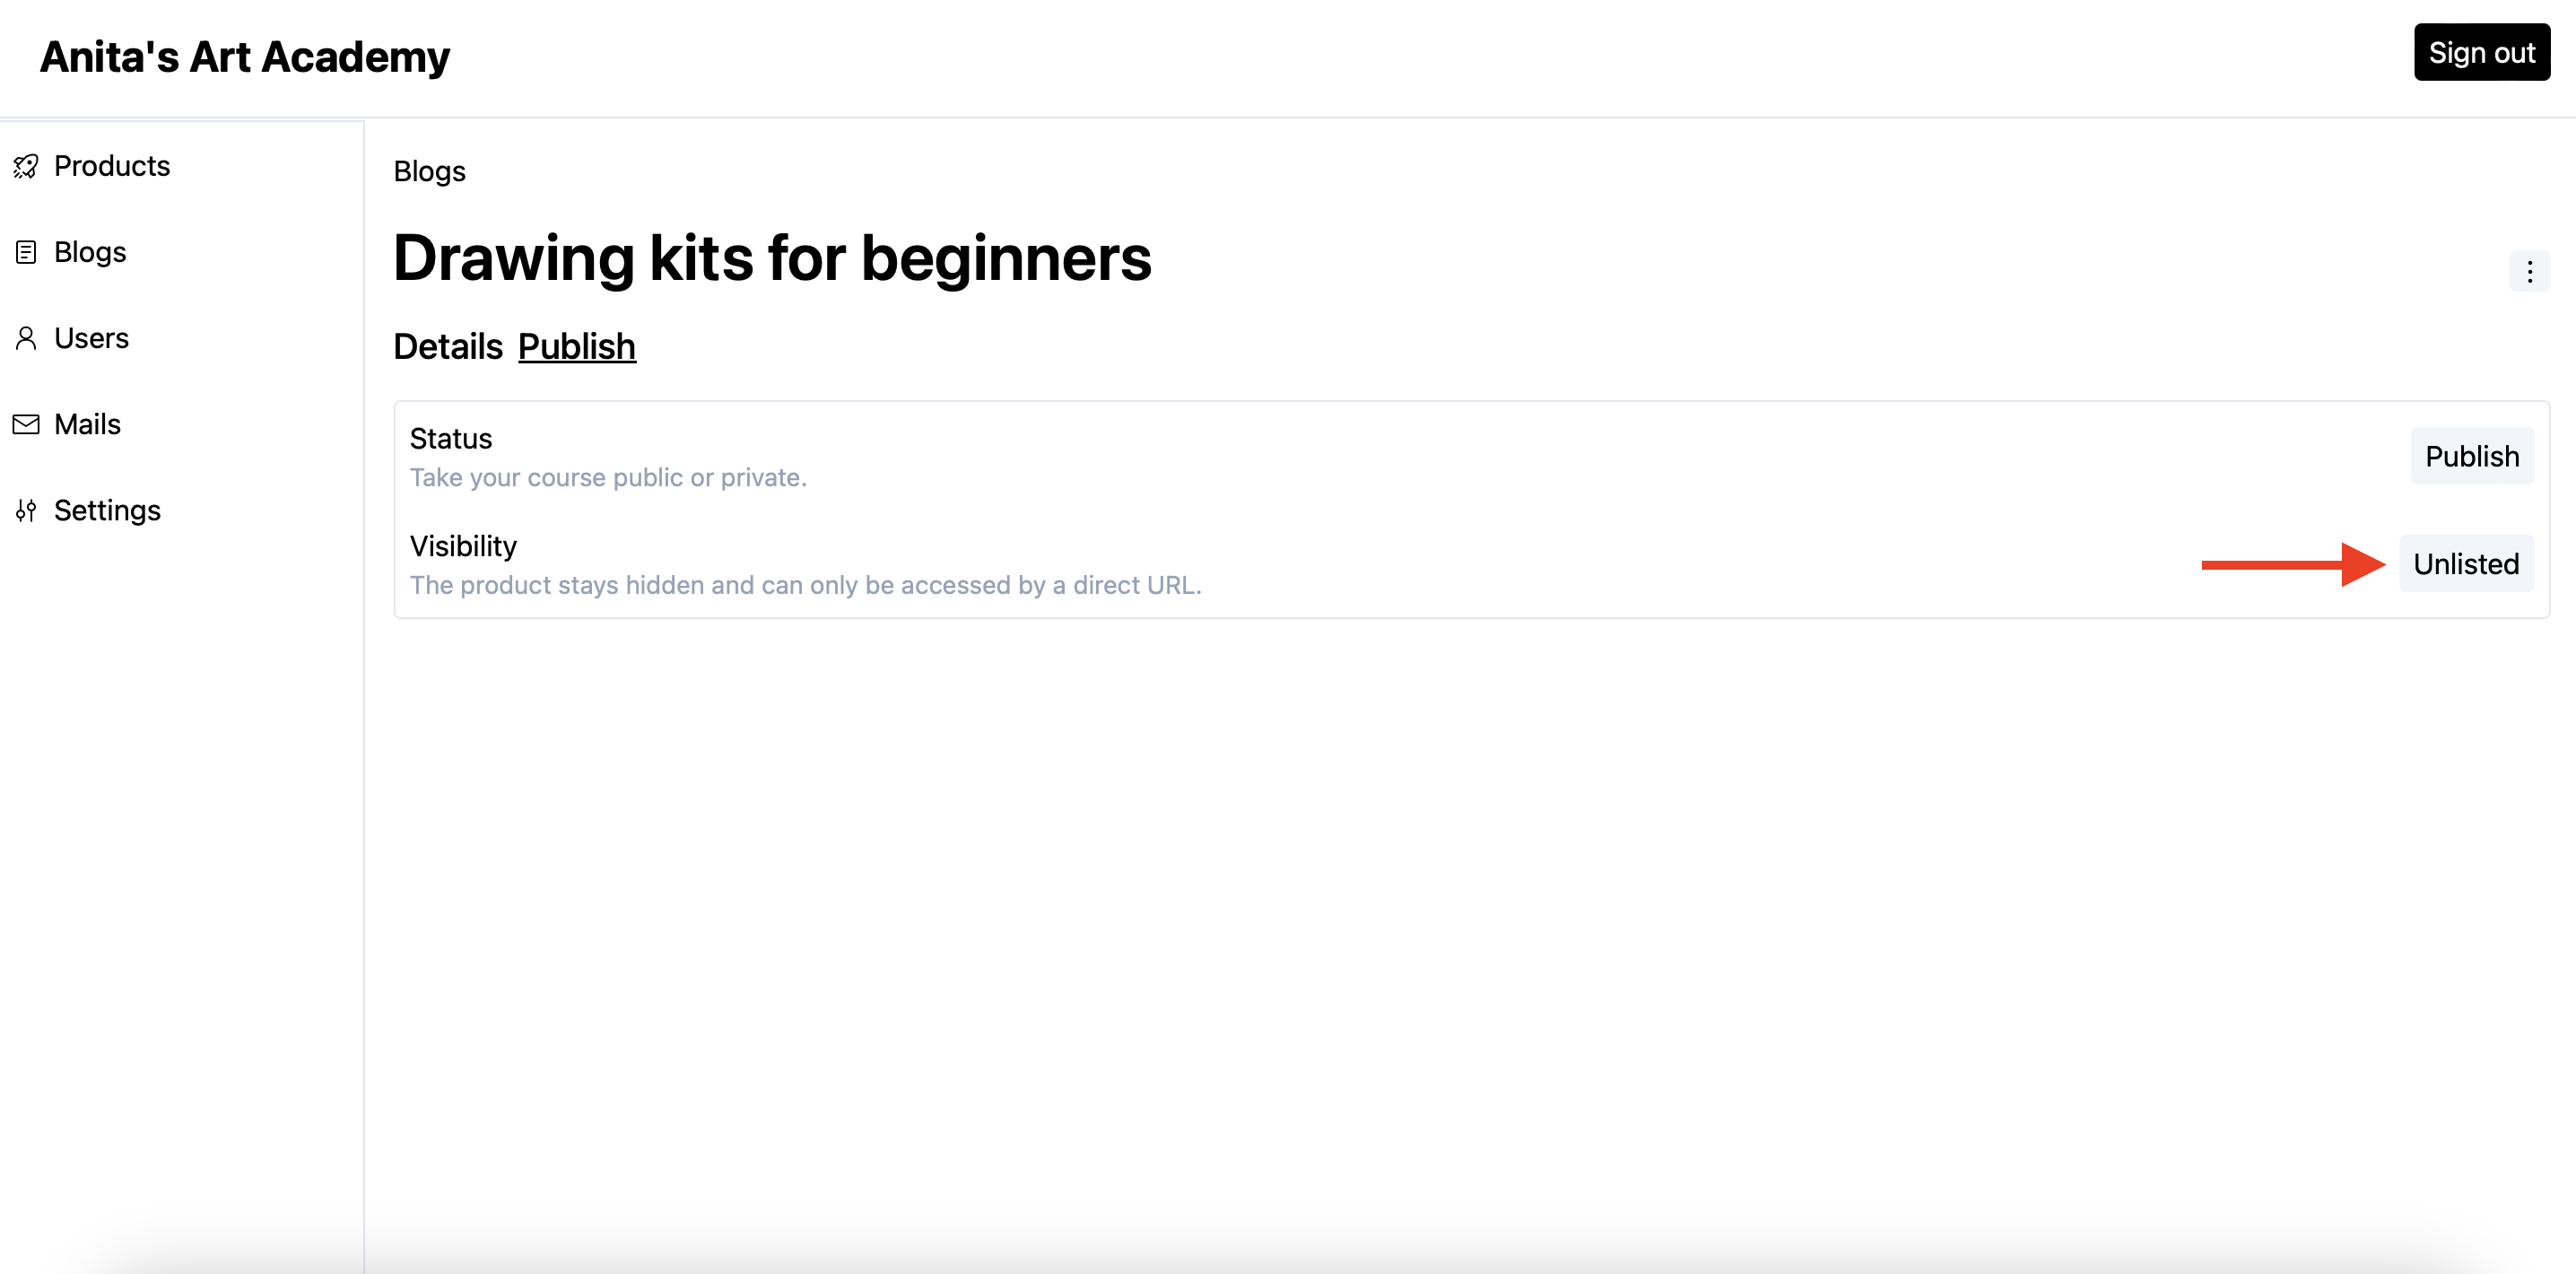 Anita's Art Academy
Sign out
Products
Blogs
Users
Mails
Settings
Blogs
Drawing kits for beginners
Details Publish
Status
Take your course public or private.
Publish
Visibility
The product stays hidden and can only be accessed by a direct URL.
Unlisted